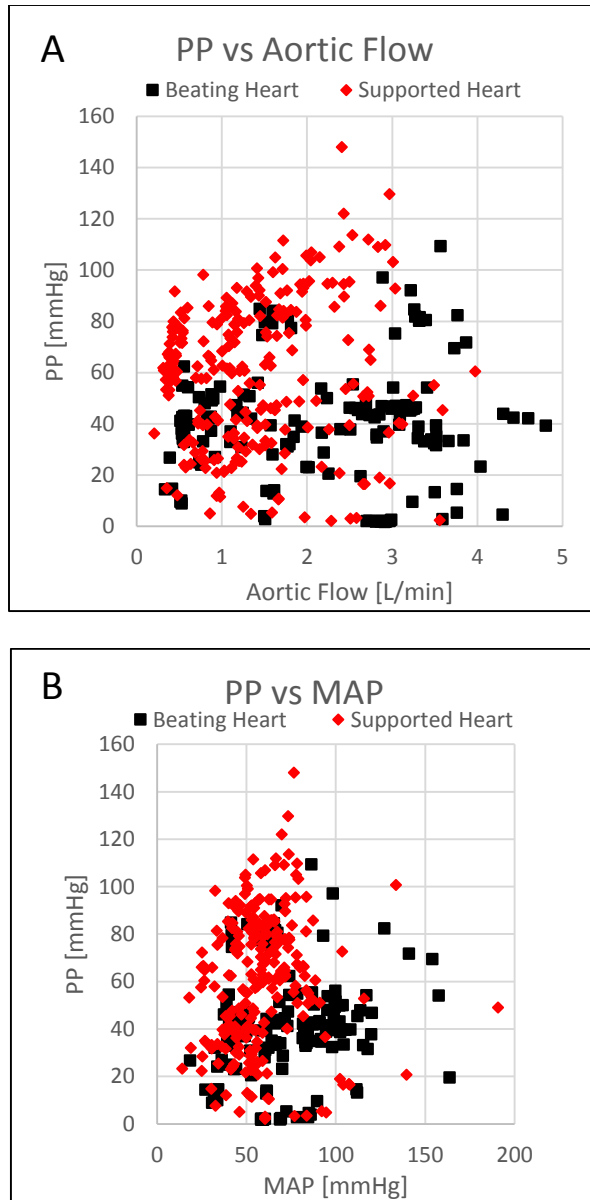 A
PP vs Aortic Flow
Beating Heart Supported Heart
160
140
120
100
80
60
40
20
0
PP [mmHg]
0 1 2 3 4 5
Aortic Flow [L/min]
B
PP vs MAP
Beating Heart Supported Heart
160
140
120
100
80
60
40
20
0
PP [mmHg]
0 50 100 150 200
MAP [mmHg]